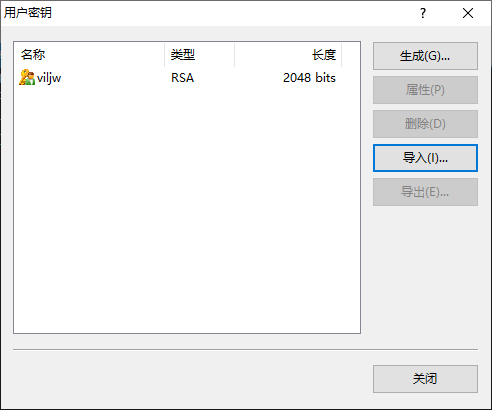 用户密钥 ?
名称 类型 长度
viljw RSA 2048 bits
生成(G)...
属性(P)
删除(D)
导入(I)...
导出(E)...
关闭